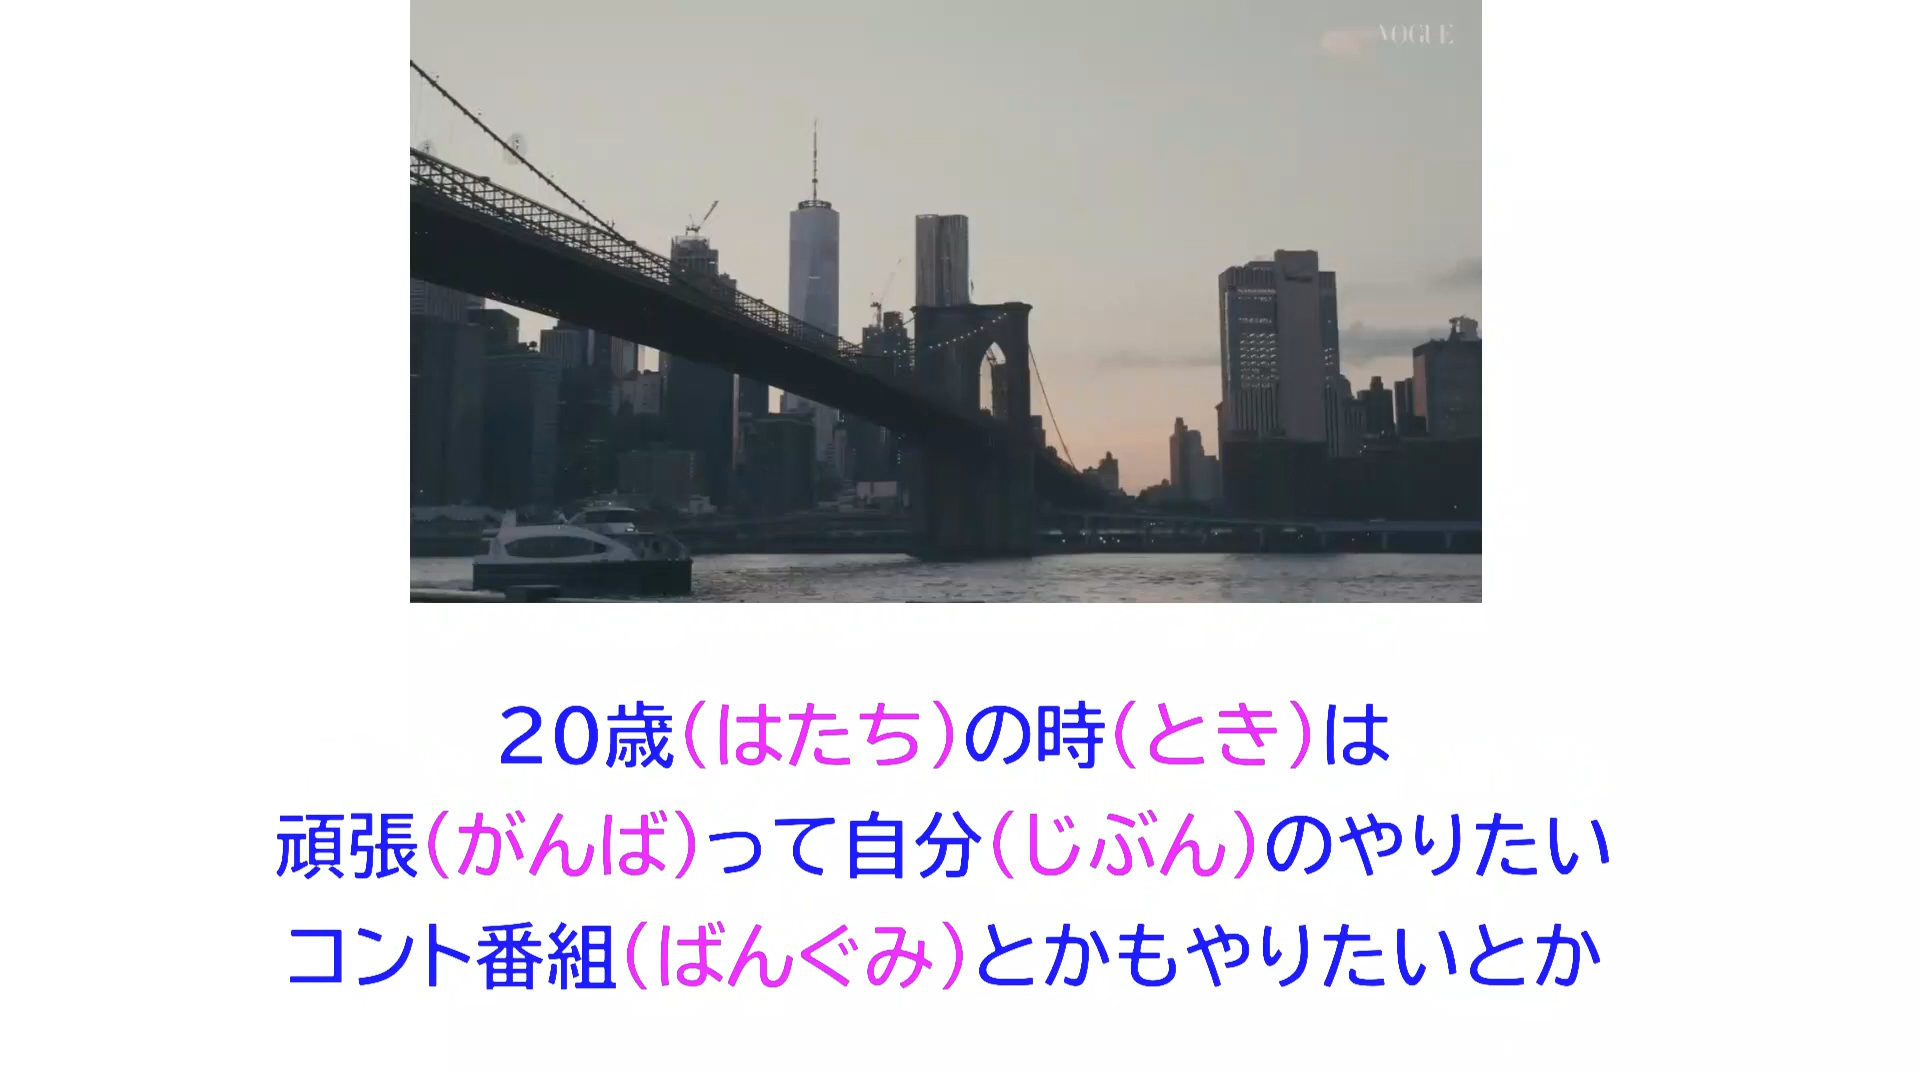 VOGUE
20歳(はたち)の時(とき)は
頑張(がんば)って自分(じぶん)のやりたい
コント番組(ばんぐみ)とかもやりたいとか